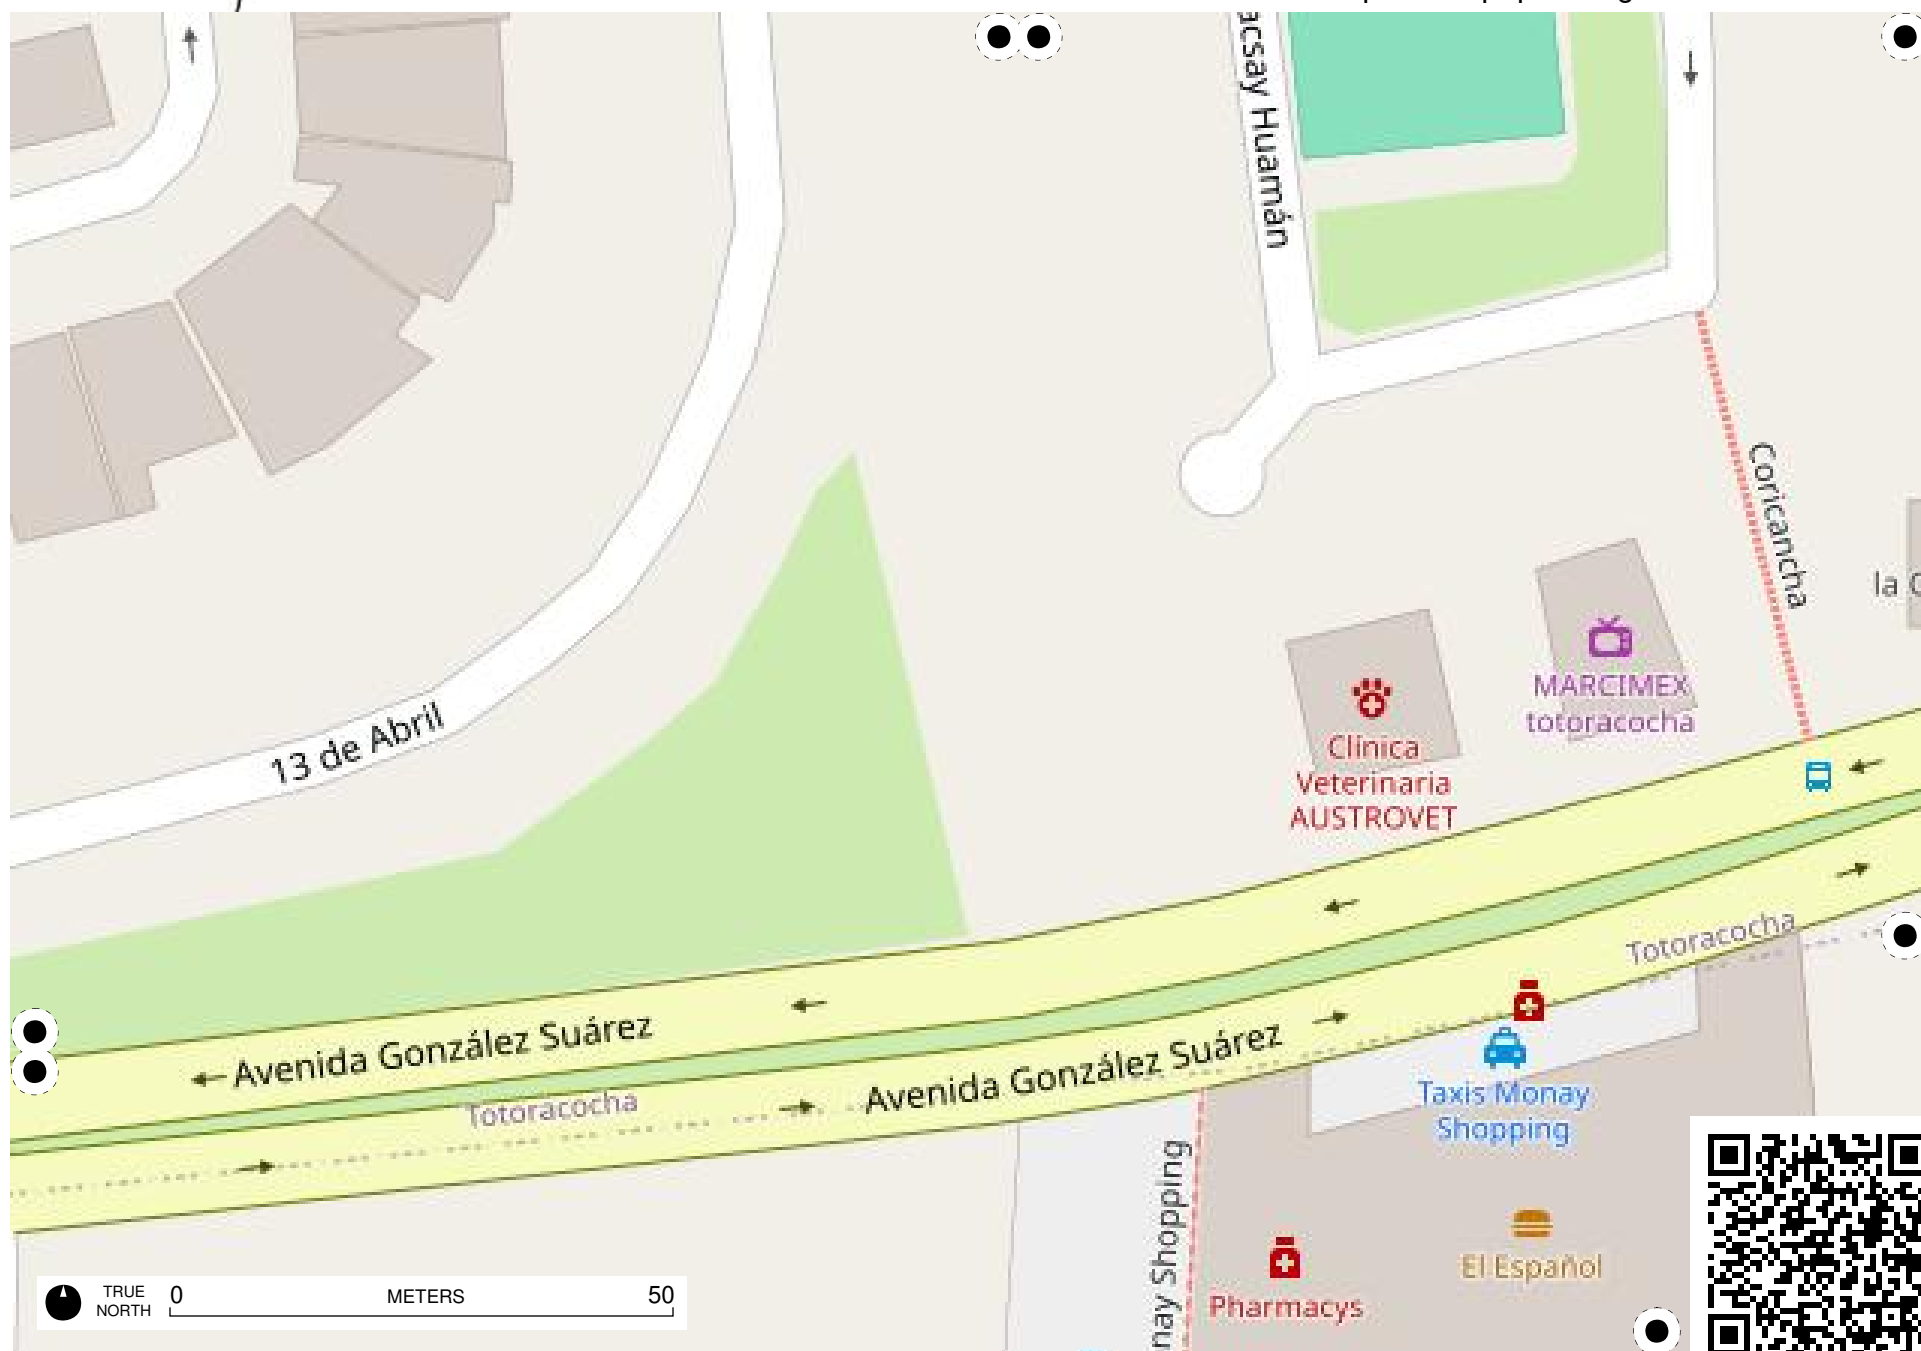 acsay Huamán
Coricancha
la
MARCIMEX
totoracocha
Clínica
Veterinaria
AUSTROVET
13 de Abril
Totoracocha
Avenida González Suárez
Avenida González Suárez
Totoracocha
Taxis Monay
Shopping
nay Shopping
El Español
Pharmacys
TRUE
NORTH
0 METERS 50